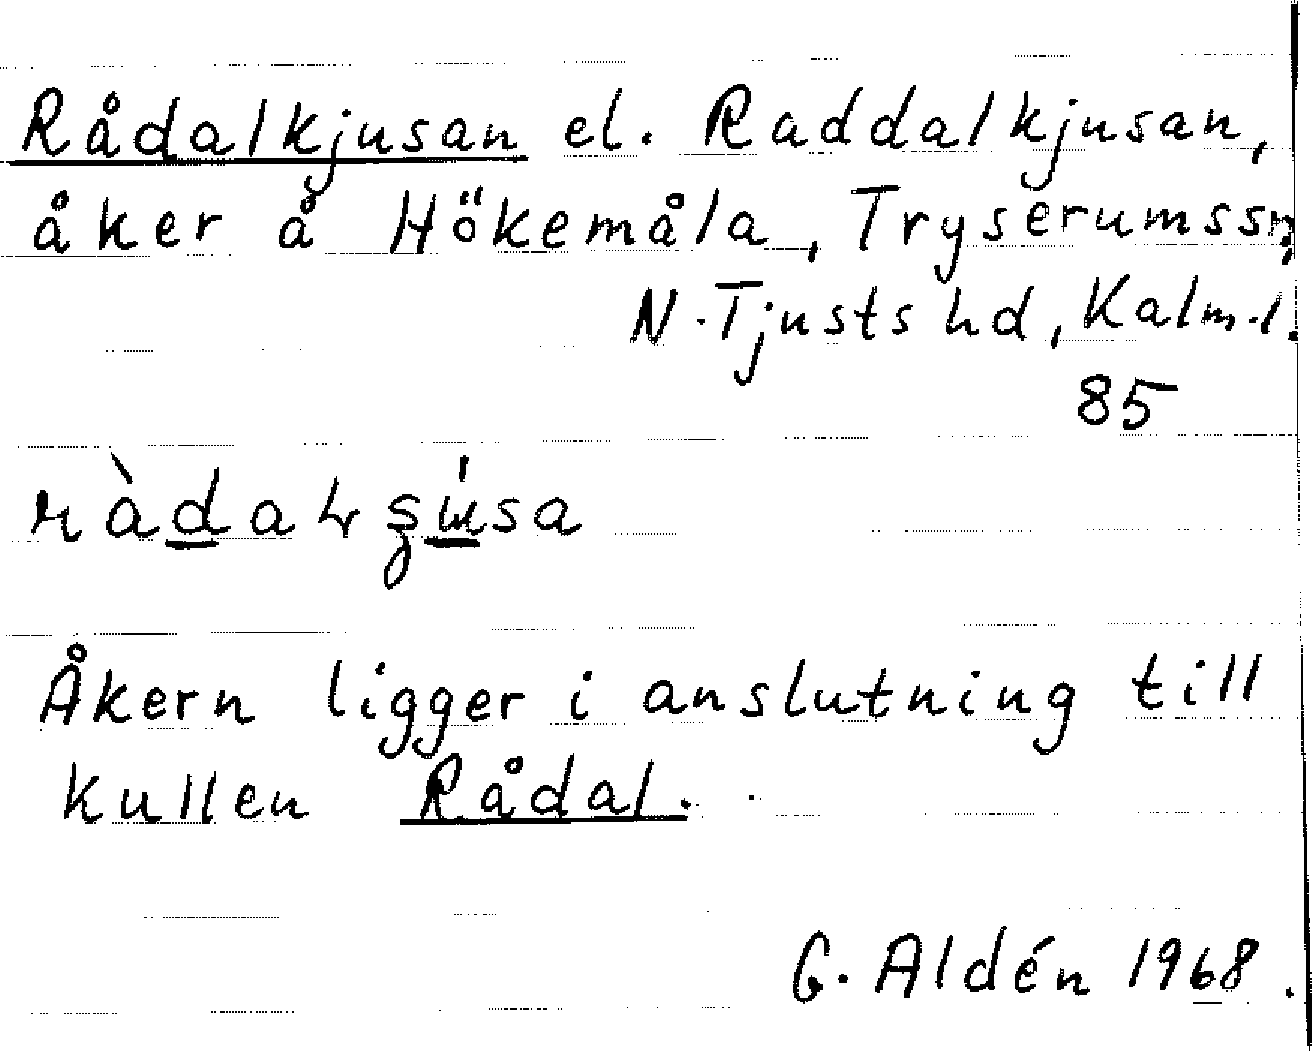 Rådalkjusan el. Raddalkjusan,
åker å Hökemåla, Tryserumssn,
N. Tjusts hd, Kalm.l.
85
Åkern ligger i anslutning till
kullen Rådal.
G. Aldén 1968.